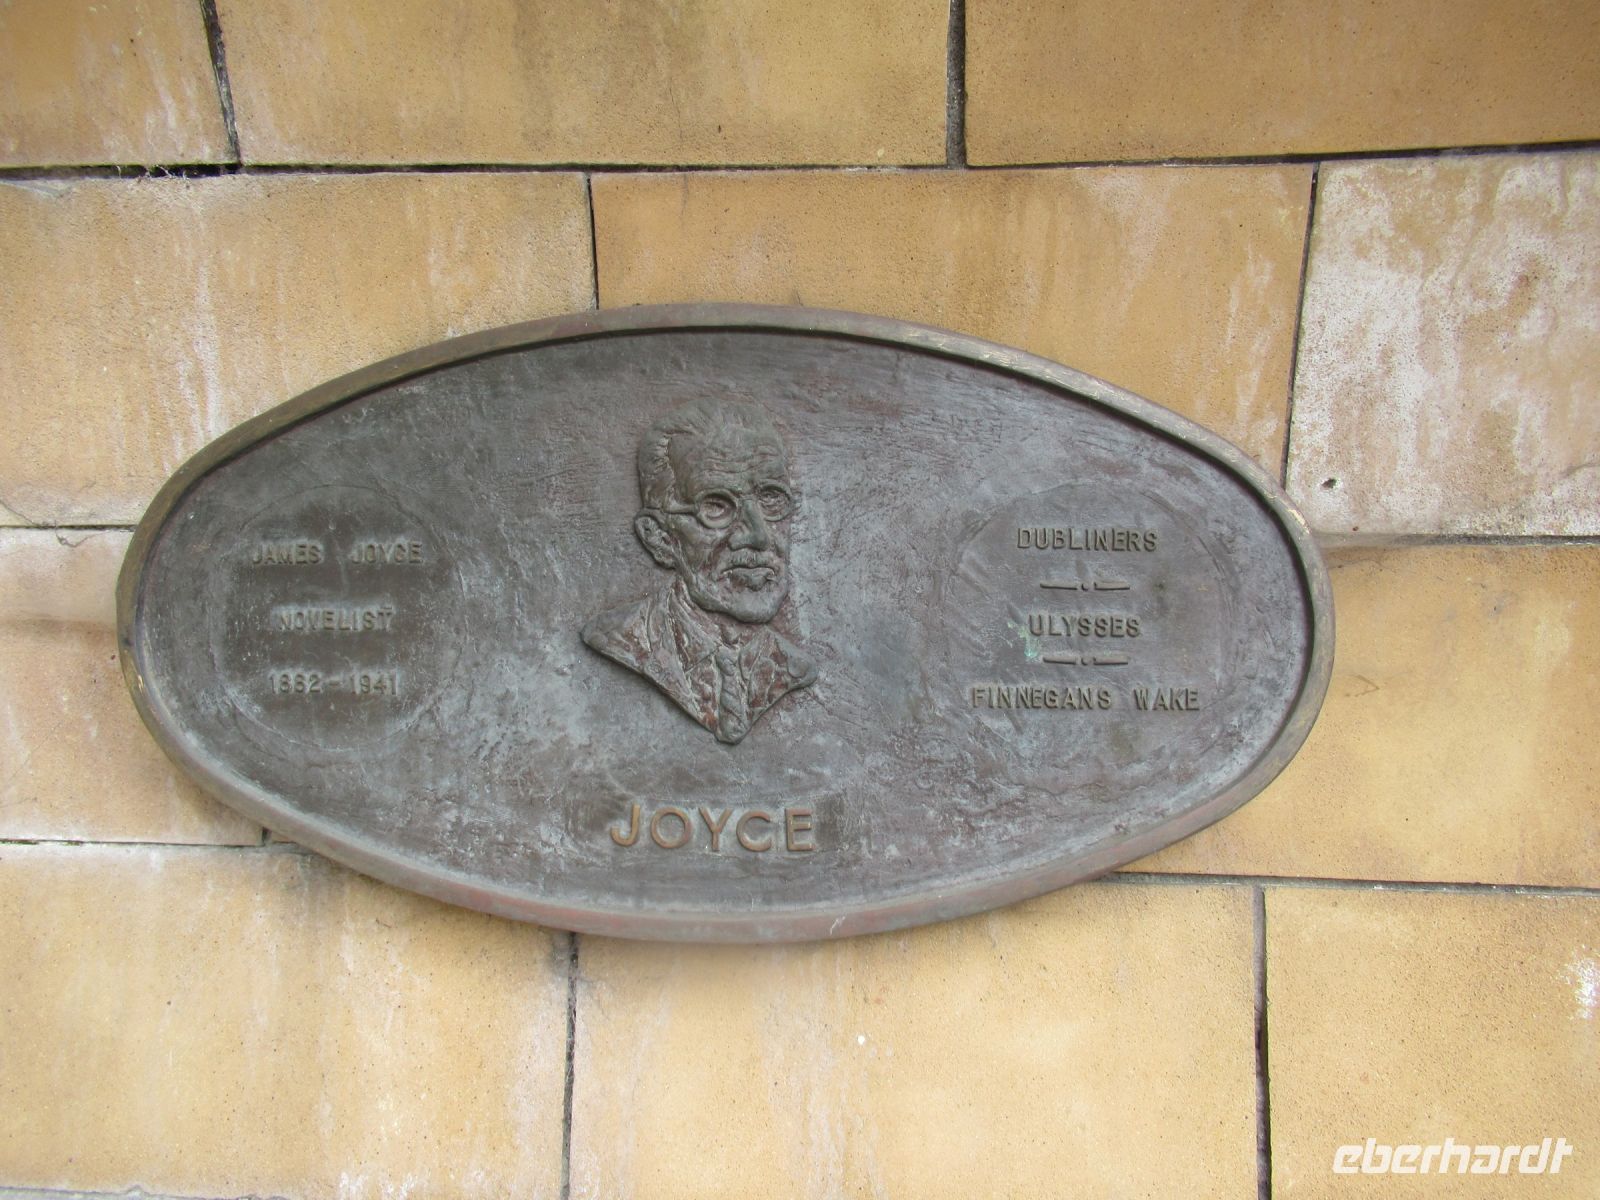 JAMES JOYCE
NOVELIST
1882-1941
JOYCE
DUBLINERS
ULYSSES
FINNEGANS WAKE
eberhardt